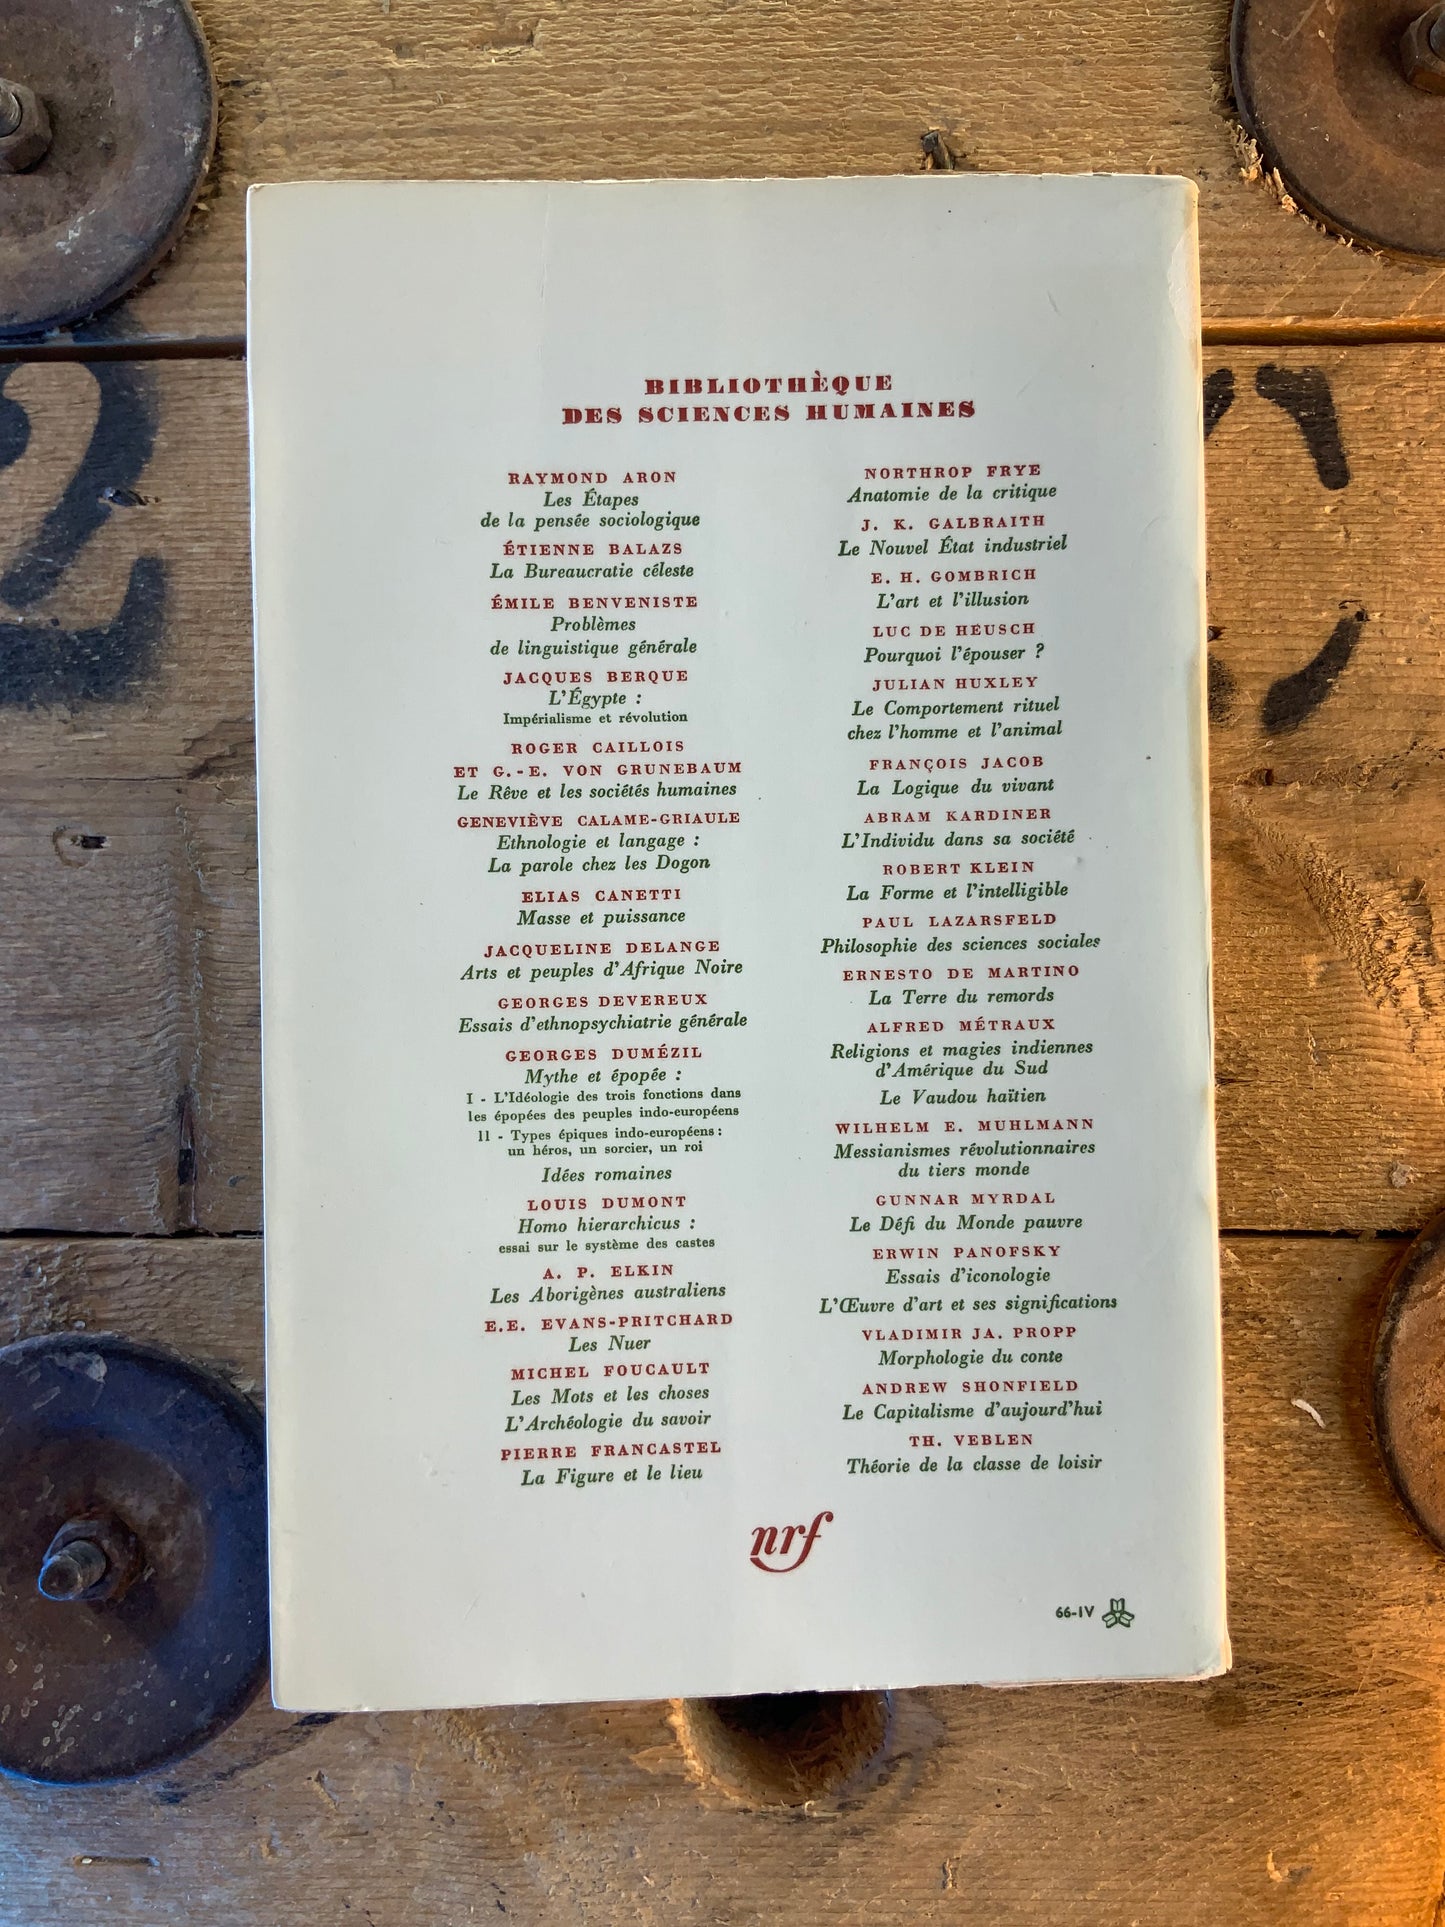 BIBLIOTHÈQUE
DES SCIENCES HUMAINES
RAYMOND ARON
Les Étapes
de la pensée sociologique
ÉTIENNE BALAZS
La Bureaucratie céleste
ÉMILE BENVENISTE
Problèmes
de linguistique générale
JACQUES BERQUE
L'Égypte :
Impérialisme et révolution
ROGER CAILLOIS
ET G.-E. VON GRUNEBAUM
Le Rêve et les sociétés humaines
GENEVIÈVE CALAME-GRIAULE
Ethnologie et langage :
La parole chez les Dogon
ELIAS CANETTI
Masse et puissance
JACQUELINE DELANGE
Arts et peuples d'Afrique Noire
GEORGES DEVEREUX
Essais d'ethnopsychiatrie générale
GEORGES DUMÉZIL
Mythe et épopée :
I - L'Idéologie des trois fonctions dans
les épopées des peuples indo-européens
II - Types épiques indo-européens :
un héros, un sorcier, un roi
Idées romaines
LOUIS DUMONT
Homo hierarchicus :
essai sur le système des castes
A. P. ELKIN
Les Aborigènes australiens
E.E. EVANS-PRITCHARD
Les Nuer
MICHEL FOUCAULT
Les Mots et les choses
L'Archéologie du savoir
PIERRE FRANCASTEL
La Figure et le lieu
NORTHROP FRYE
Anatomie de la critique
J. K. GALBRAITH
Le Nouvel État industriel
E. H. GOMBRICH
L'art et l'illusion
LUC DE HEUSCH
Pourquoi l'épouser ?
JULIAN HUXLEY
Le Comportement rituel
chez l'homme et l'animal
FRANÇOIS JACOB
La Logique du vivant
ABRAM KARDINER
L'Individu dans sa société
ROBERT KLEIN
La Forme et l'intelligible
PAUL LAZARSFELD
Philosophie des sciences sociales
ERNESTO DE MARTINO
La Terre du remords
ALFRED MÉTRAUX
Religions et magies indiennes
d'Amérique du Sud
Le Vaudou haïtien
WILHELM E. MUHLMANN
Messianismes révolutionnaires
du tiers monde
GUNNAR MYRDAL
Le Défi du Monde pauvre
ERWIN PANOFSKY
Essais d'iconologie
L'Œuvre d'art et ses significations
VLADIMIR JA. PROPP
Morphologie du conte
ANDREW SHONFIELD
Le Capitalisme d'aujourd'hui
TH. VEBLEN
Théorie de la classe de loisir
nrf
66-IV
2